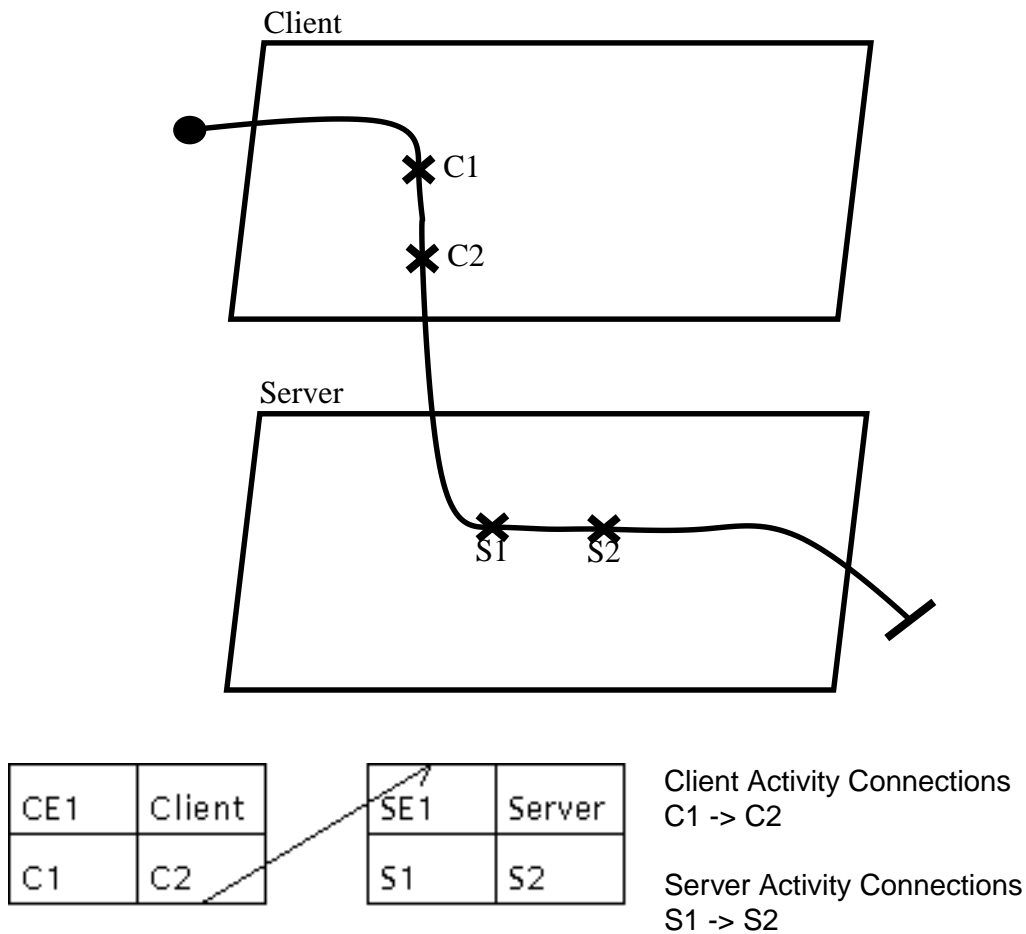 Client
C1
C2
Server
S1 S2
CE1 Client SE1 Server
C1 C2 S1 S2
Client Activity Connections
C1 -> C2
Server Activity Connections
S1 -> S2